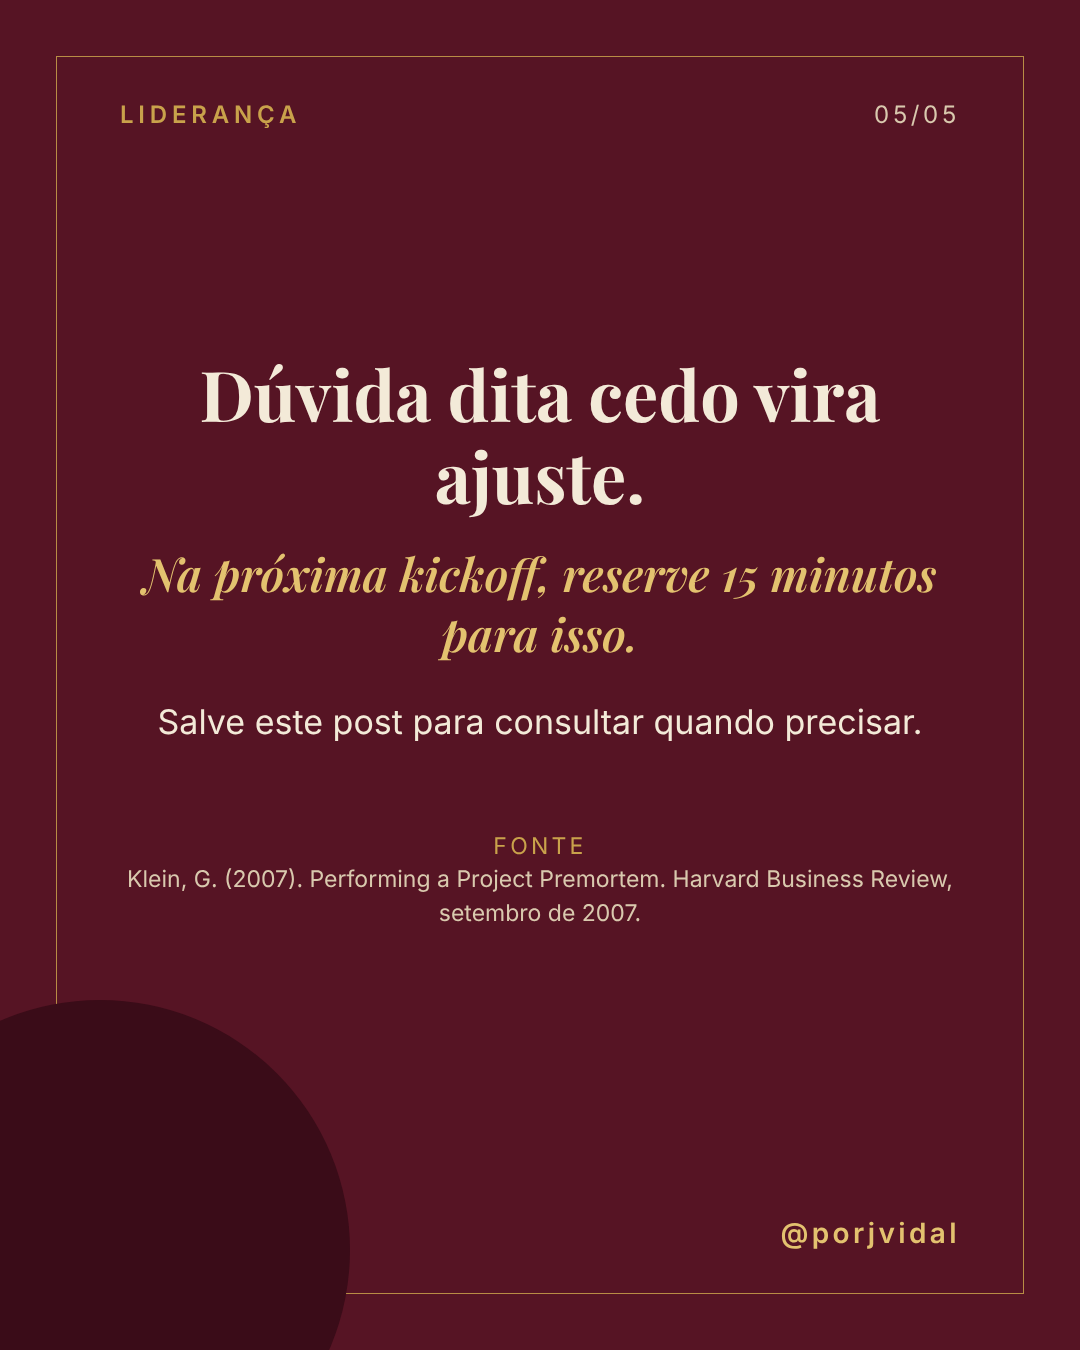 LIDERANÇA
05/05
Dúvida dita cedo vira
ajuste.
Na próxima kickoff, reserve 15 minutos
para isso.
Salve este post para consultar quando precisar.
FONTE
Klein, G. (2007). Performing a Project Premortem. Harvard Business Review,
setembro de 2007.
@porjvidal